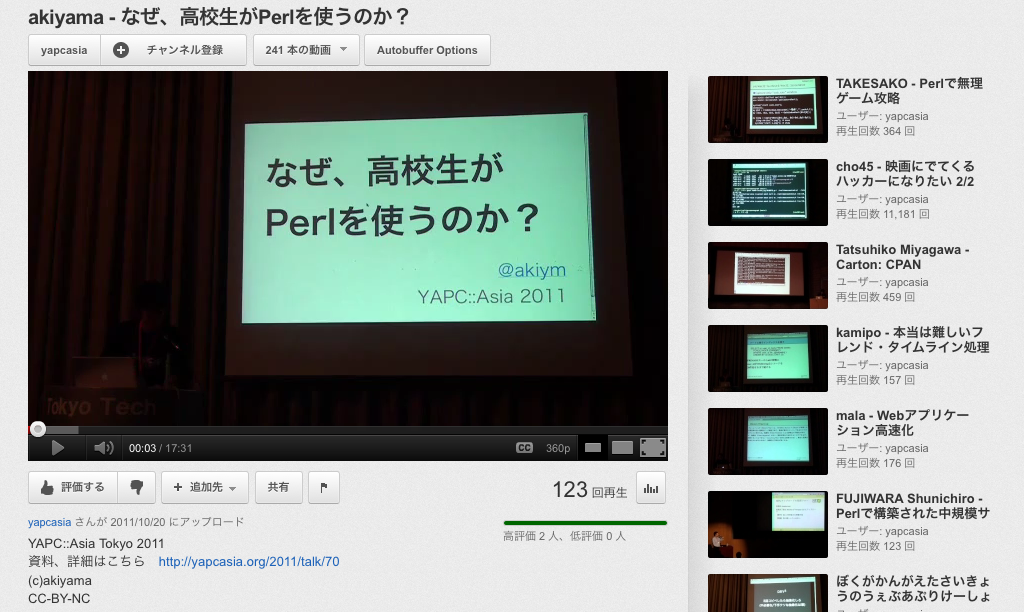 akiyama - なぜ、高校生がPerlを使うのか？
yapcasia
チャンネル登録
241 本の動画
Autobuffer Options
なぜ、高校生が
Perlを使うのか？
@akiym
YAPC::Asia 2011
Tokyo Tech
00:03 / 17:31
CC
360p
評価する
追加先
共有
123 回再生
yapcasia さんが 2011/10/20 にアップロード
高評価 2 人、低評価 0 人
YAPC::Asia Tokyo 2011
資料、詳細はこちら http://yapcasia.org/2011/talk/70
(c)akiyama
CC-BY-NC
TAKESAKO - Perlで無理
ゲーム攻略
ユーザー: yapcasia
再生回数 364 回
cho45 - 映画にでてくる
ハッカーになりたい 2/2
ユーザー: yapcasia
再生回数 11,181 回
Tatsuhiko Miyagawa -
Carton: CPAN
ユーザー: yapcasia
再生回数 459 回
kamipo - 本当は難しいフ
レンド・タイムライン処理
ユーザー: yapcasia
再生回数 157 回
mala - Webアプリケー
ション高速化
ユーザー: yapcasia
再生回数 176 回
FUJIWARA Shunichiro -
Perlで構築された中規模サ
ユーザー: yapcasia
再生回数 123 回
ぼくがかんがえたさいきょ
うのうぇぶあぷりけーしょ